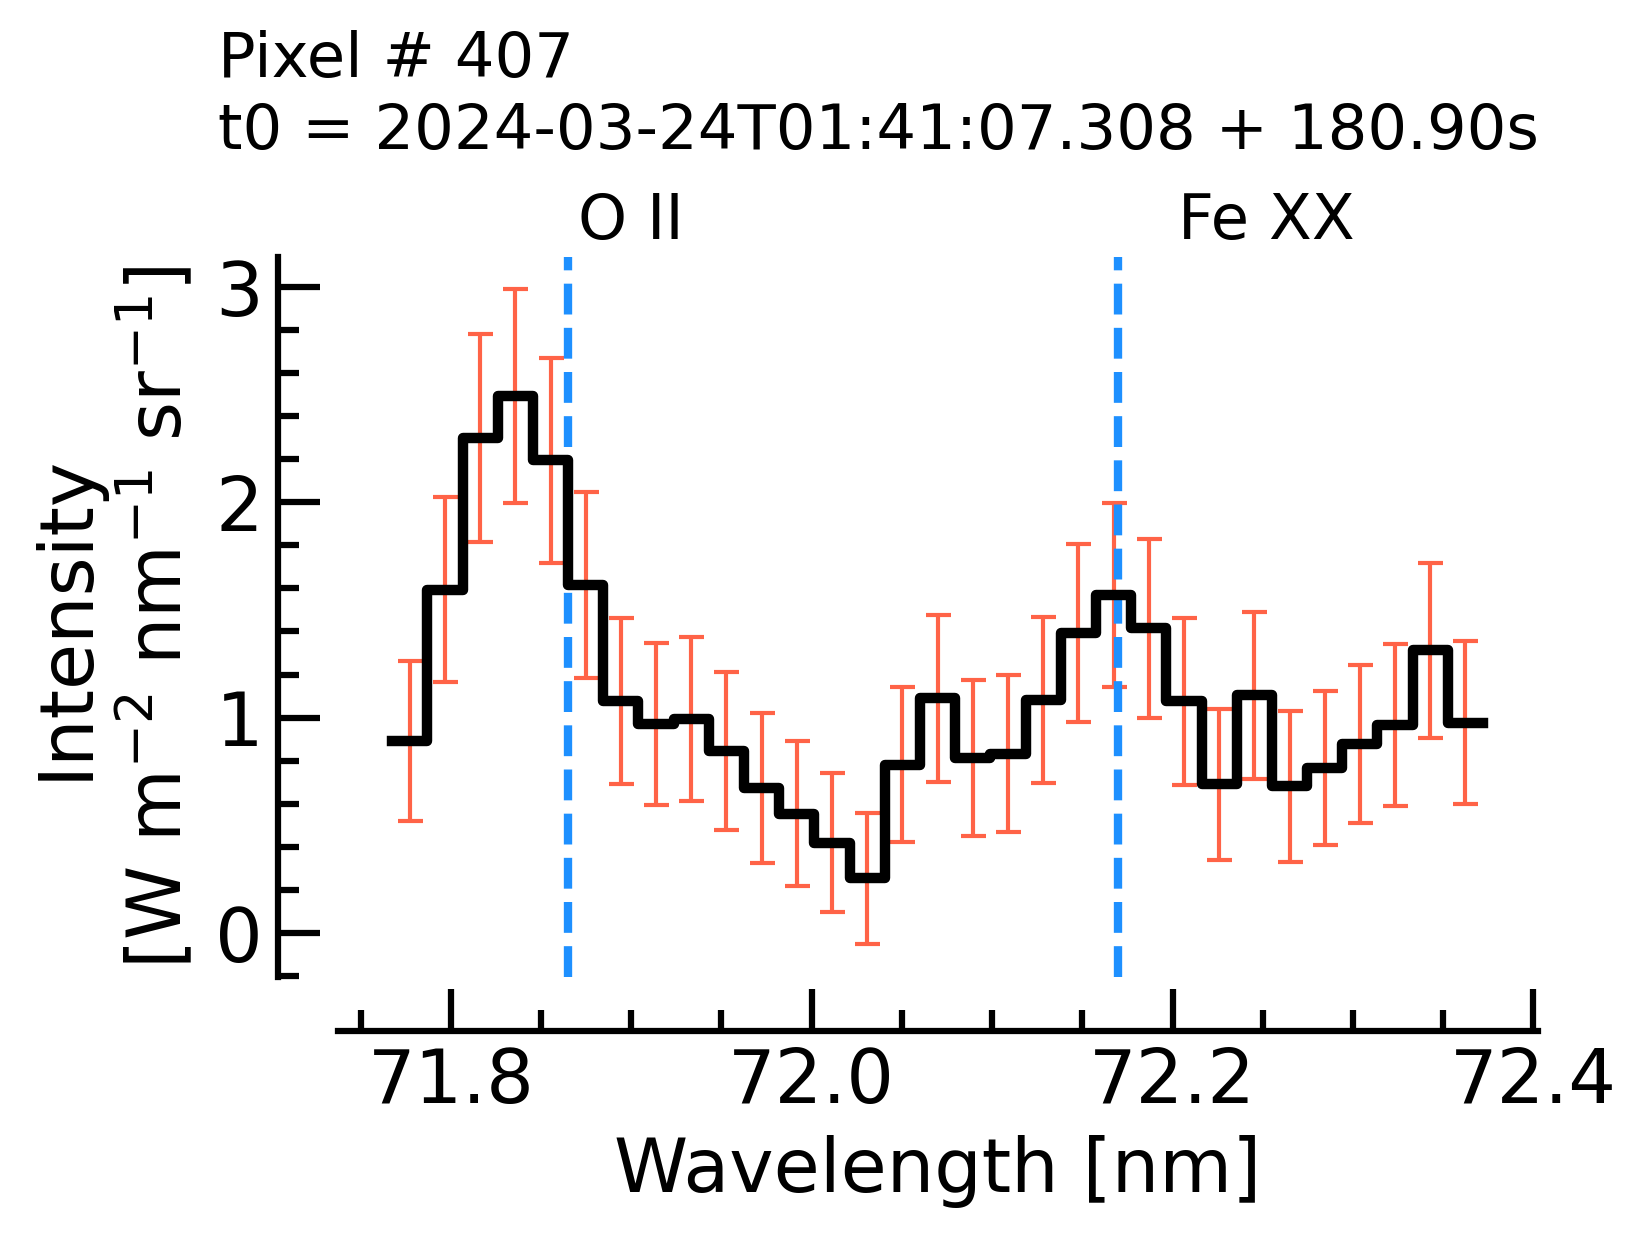 Pixel # 407
t0 = 2024-03-24T01:41:07.308 + 180.90s
O II Fe XX
3
2
1
0
Intensity
[W m⁻² nm⁻¹ sr⁻¹]
71.8 72.0 72.2 72.4
Wavelength [nm]